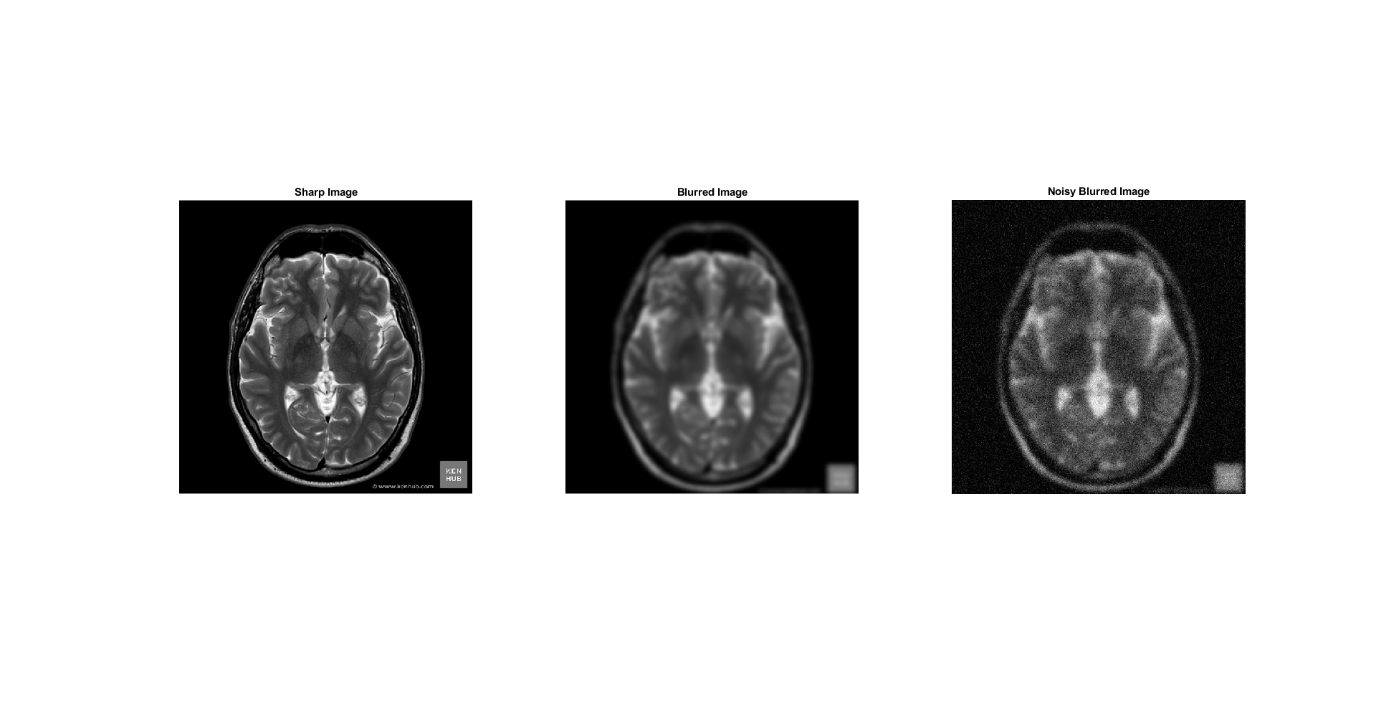 Sharp Image
Blurred Image
Noisy Blurred Image
KEN
HUB
© www.kenhub.com